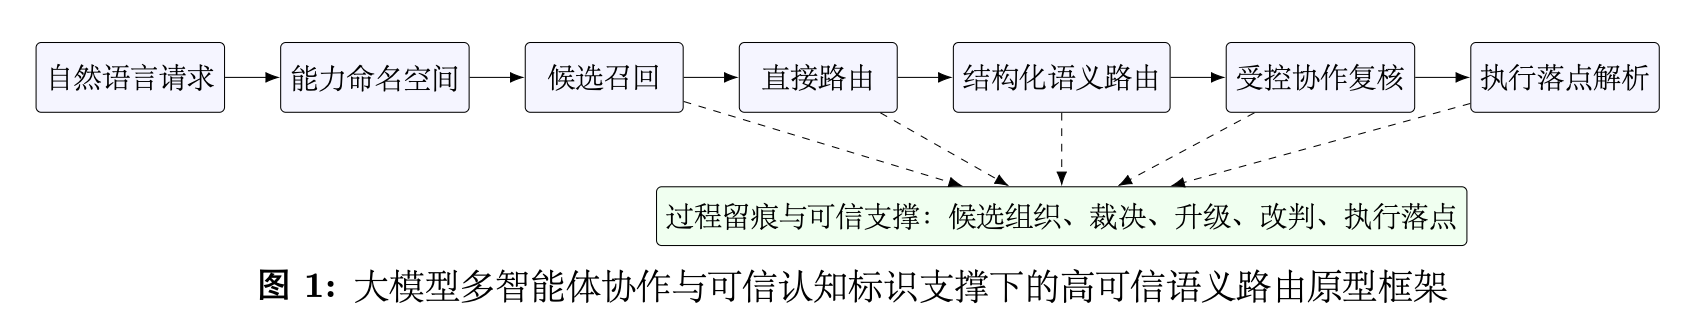 自然语言请求
能力命名空间
候选召回
直接路由
结构化语义路由
受控协作复核
执行落点解析
过程留痕与可信支撑：候选组织、裁决、升级、改判、执行落点
图 1: 大模型多智能体协作与可信认知标识支撑下的高可信语义路由原型框架